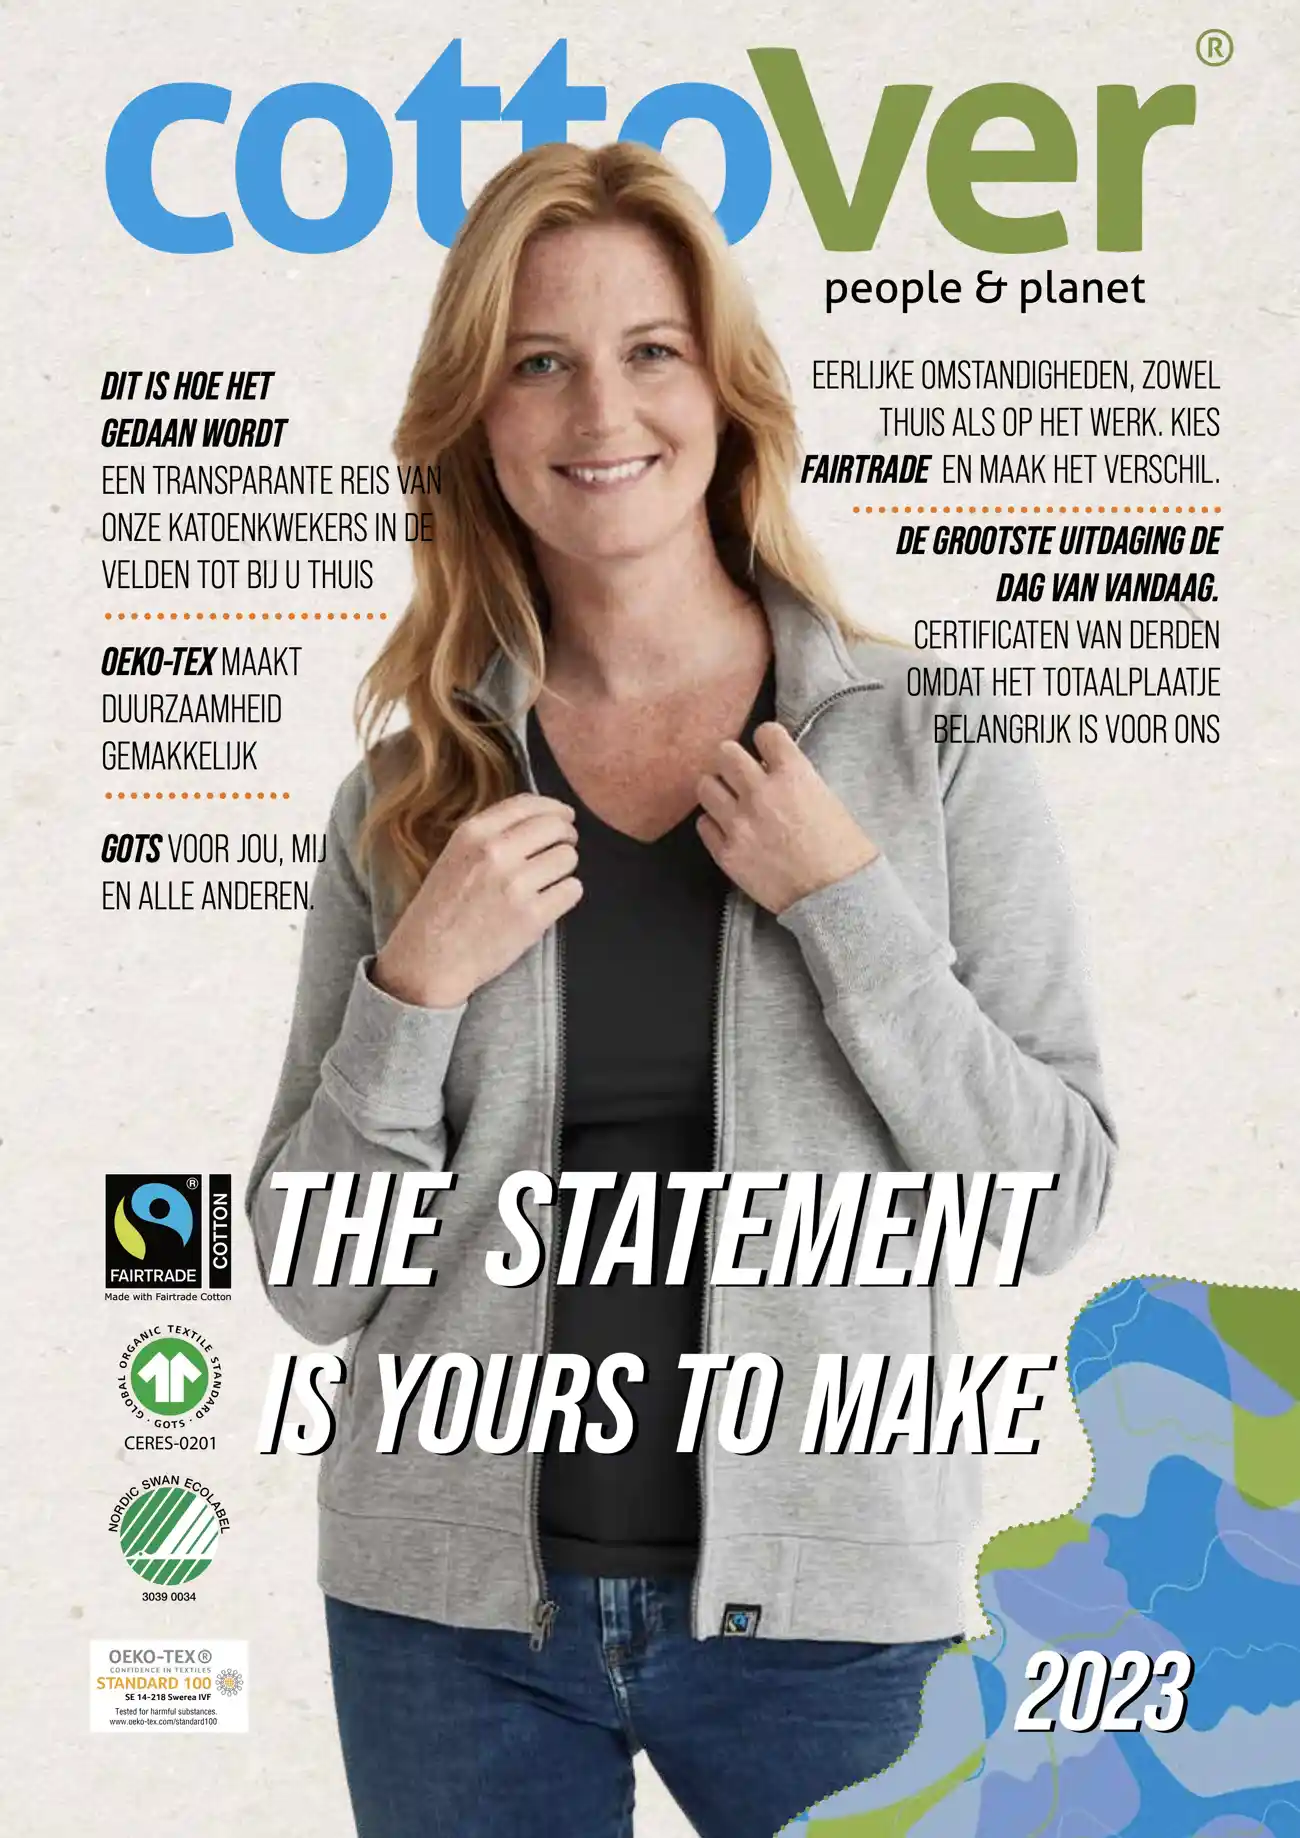 cottover®
people & planet
DIT IS HOE HET
GEDAAN WORDT
EEN TRANSPARANTE REIS VAN
ONZE KATOENKWEKERS IN DE
VELDEN TOT BIJ U THUIS
OEKO-TEX MAAKT
DUURZAAMHEID
GEMAKKELIJK
GOTS VOOR JOU, MIJ
EN ALLE ANDEREN.
EERLIJKE OMSTANDIGHEDEN, ZOWEL
THUIS ALS OP HET WERK. KIES
FAIRTRADE EN MAAK HET VERSCHIL.
DE GROOTSTE UITDAGING DE
DAG VAN VANDAAG.
CERTIFICATEN VAN DERDEN
OMDAT HET TOTAALPLAATJE
BELANGRIJK IS VOOR ONS
THE STATEMENT
IS YOURS TO MAKE
®
FAIRTRADE
COTTON
Made with Fairtrade Cotton
GLOBAL ORGANIC TEXTILE STANDARD · GOTS ·
CERES-0201
NORDIC SWAN ECOLABEL
3039 0034
OEKO-TEX®
CONFIDENCE IN TEXTILES
STANDARD 100
SE 14-218 Swerea IVF
Tested for harmful substances.
www.oeko-tex.com/standard100
2023